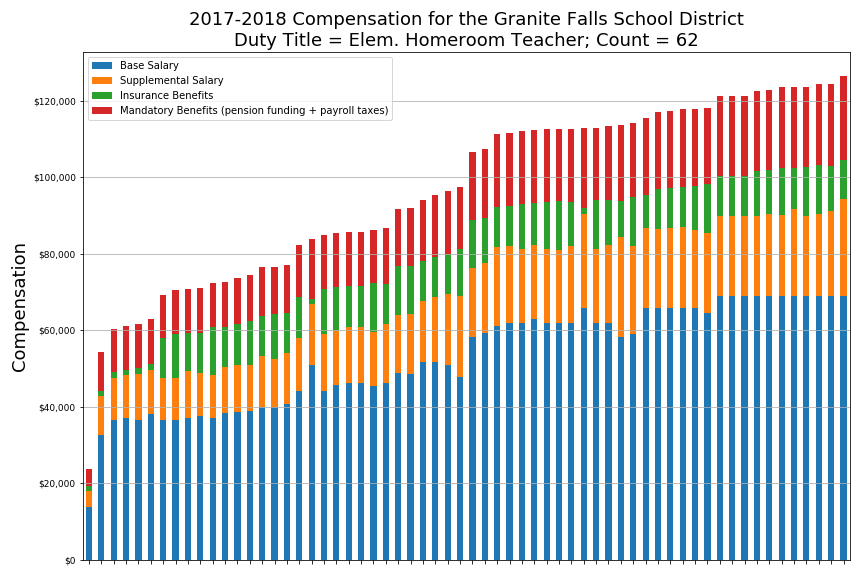 2017-2018 Compensation for the Granite Falls School District
Duty Title = Elem. Homeroom Teacher; Count = 62
Base Salary
Supplemental Salary
Insurance Benefits
Mandatory Benefits (pension funding + payroll taxes)
Compensation
$120,000
$100,000
$80,000
$60,000
$40,000
$20,000
$0